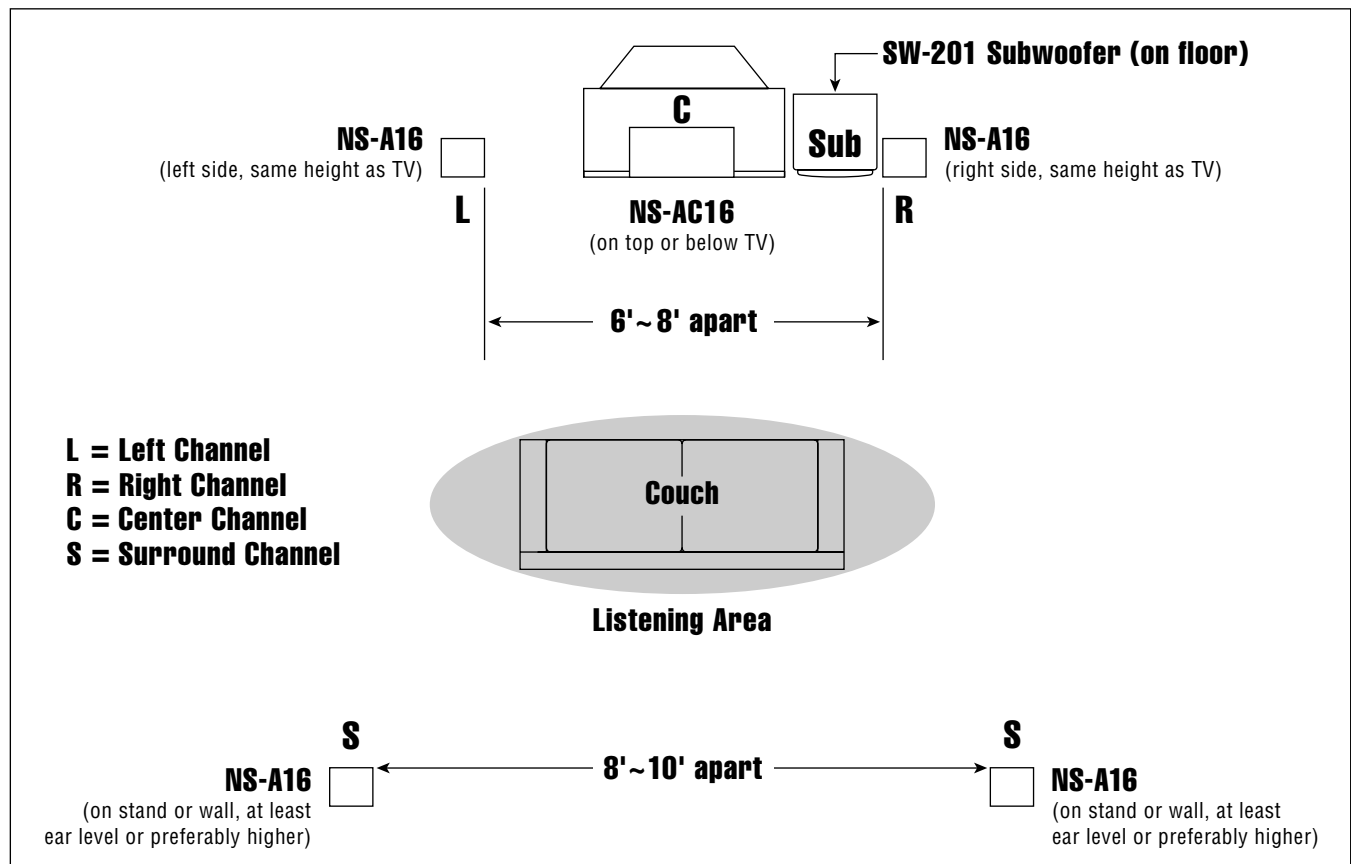 SW-201 Subwoofer (on floor)
C
NS-A16
(left side, same height as TV)
Sub
NS-A16
(right side, same height as TV)
L
NS-AC16
(on top or below TV)
R
6'~8' apart
L = Left Channel
R = Right Channel
C = Center Channel
S = Surround Channel
Couch
Listening Area
S
S
8'~10' apart
NS-A16
(on stand or wall, at least
ear level or preferably higher)
NS-A16
(on stand or wall, at least
ear level or preferably higher)